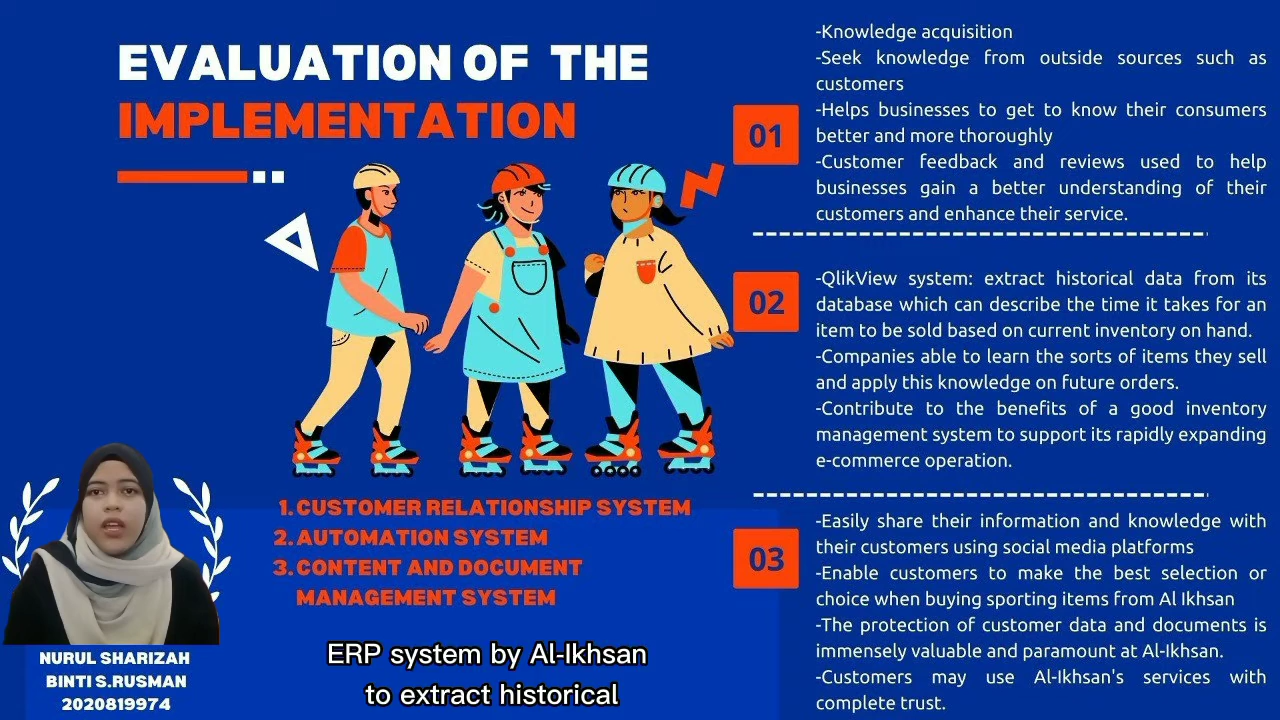 EVALUATION OF THE
IMPLEMENTATION
01
-Knowledge acquisition
-Seek knowledge from outside sources such as
customers
-Helps businesses to get to know their consumers
better and more thoroughly
-Customer feedback and reviews used to help
businesses gain a better understanding of their
customers and enhance their service.
02
-QlikView system: extract historical data from its
database which can describe the time it takes for an
item to be sold based on current inventory on hand.
-Companies able to learn the sorts of items they sell
and apply this knowledge on future orders.
-Contribute to the benefits of a good inventory
management system to support its rapidly expanding
e-commerce operation.
03
-Easily share their information and knowledge with
their customers using social media platforms
-Enable customers to make the best selection or
choice when buying sporting items from Al Ikhsan
-The protection of customer data and documents is
immensely valuable and paramount at Al-Ikhsan.
-Customers may use Al-Ikhsan's services with
complete trust.
1. CUSTOMER RELATIONSHIP SYSTEM
2. AUTOMATION SYSTEM
3. CONTENT AND DOCUMENT
MANAGEMENT SYSTEM
NURUL SHARIZAH
BINTI S.RUSMAN
2020819974
ERP system by Al-Ikhsan
to extract historical